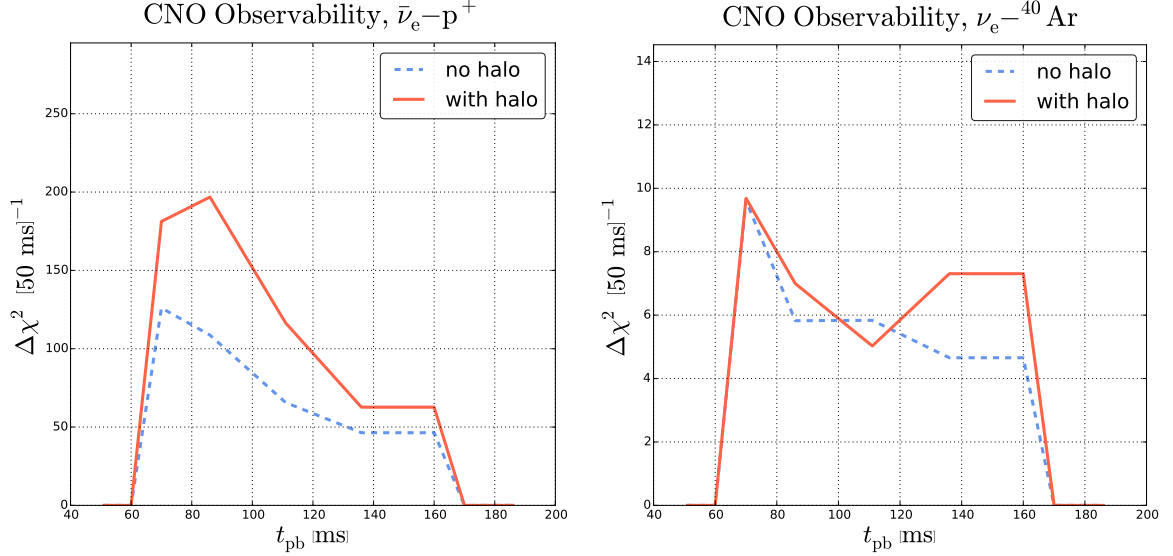 CNO Observability, ν̄ₑ−p⁺
no halo
with halo
Δχ² [50 ms]⁻¹
250
200
150
100
50
0
40 60 80 100 120 140 160 180 200
t_pb [ms]
CNO Observability, νₑ−⁴⁰Ar
no halo
with halo
Δχ² [50 ms]⁻¹
14
12
10
8
6
4
2
0
40 60 80 100 120 140 160 180 200
t_pb [ms]